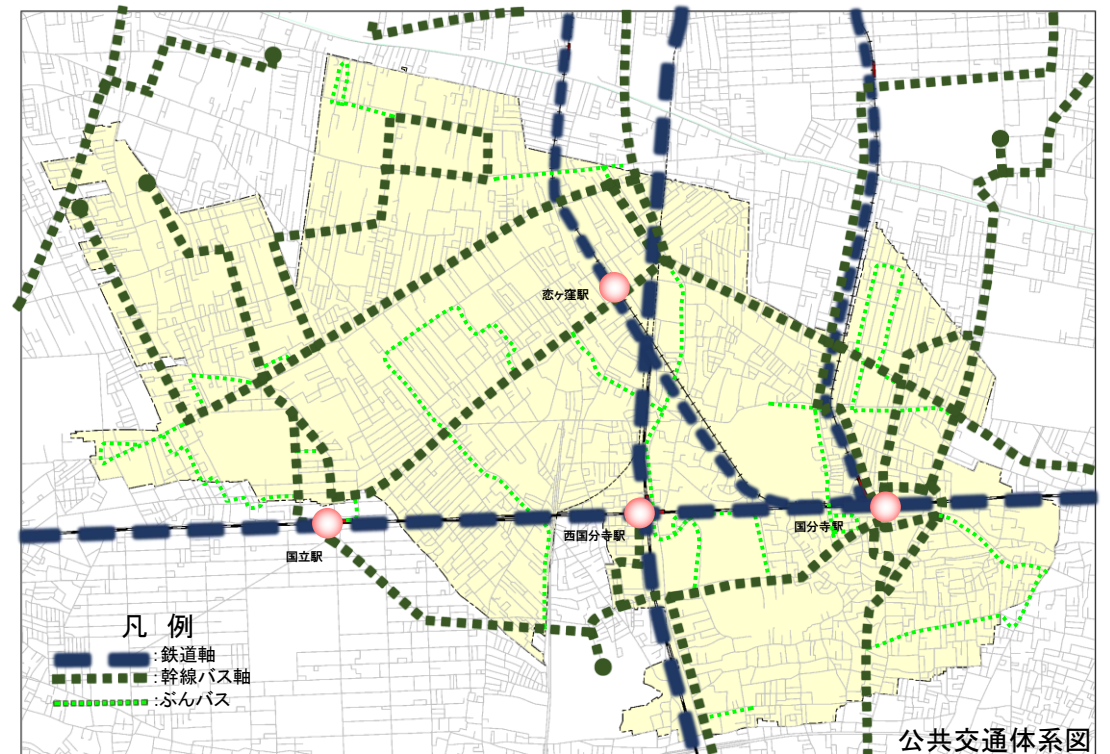 恋ヶ窪駅
西国分寺駅
国分寺駅
国立駅
凡 例
:鉄道軸
:幹線バス軸
:ぶんバス
公共交通体系図